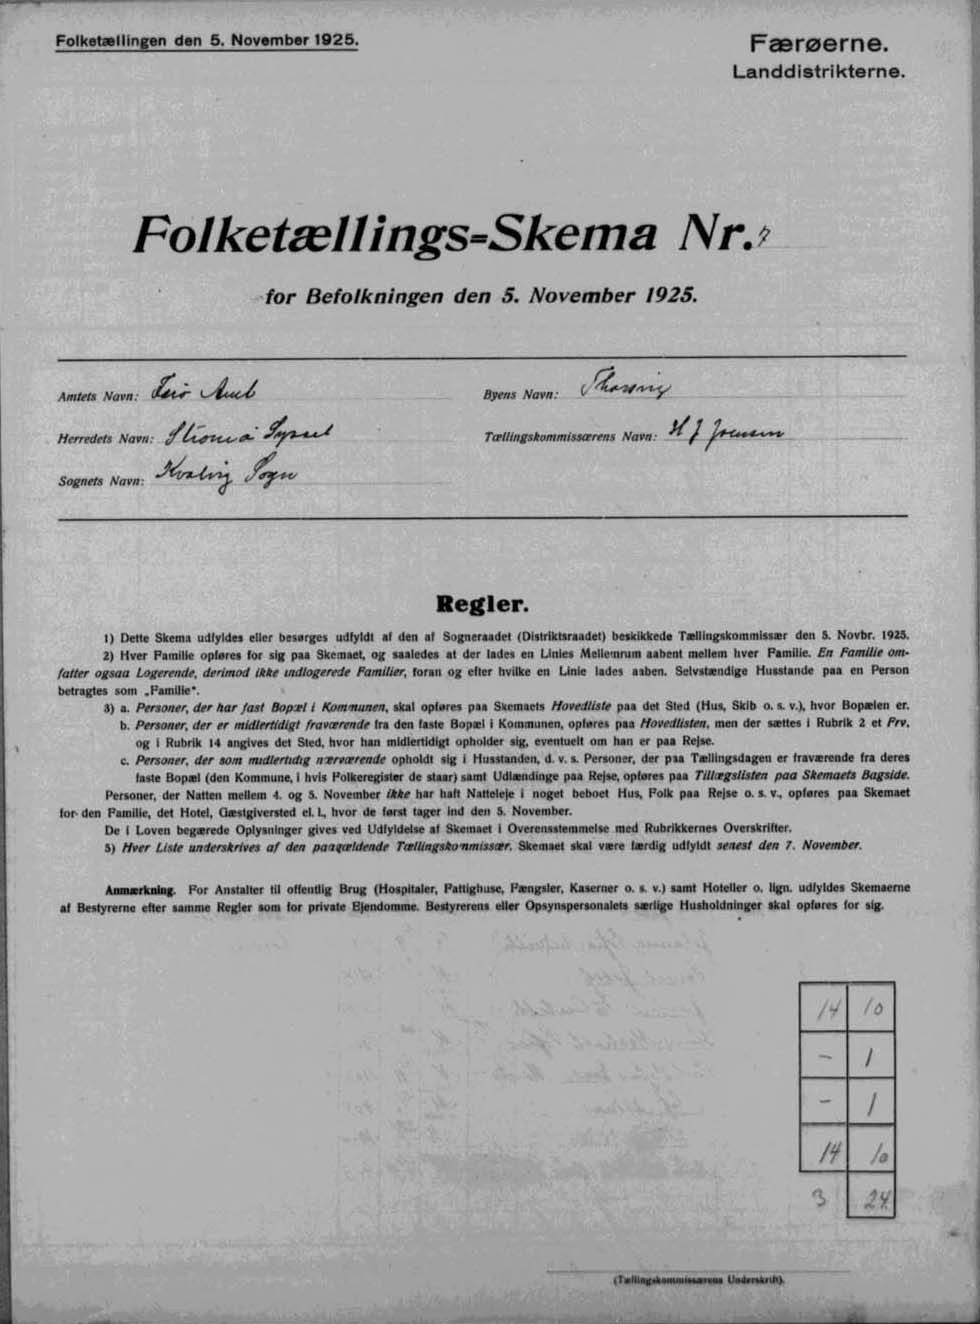 Folketællingen den 5. November 1925.
Færøerne.
Landdistrikterne.
Folketællings=Skema Nr. 7
for Befolkningen den 5. November 1925.
Amtets Navn: Færø Amt
Byens Navn: Thorsvig
Herredets Navn: Strømø Syssel
Tællingskommissærens Navn: H J Joensen
Sognets Navn: Kvalvig Sogn
Regler.
1) Dette Skema udfyldes eller besørges udfyldt af den af Sogneraadet (Distriktsraadet) beskikkede Tællingskommissær den 5. Novbr. 1925.
2) Hver Familie opføres for sig paa Skemaet, og saaledes at der lades en Linies Mellemrum aabent mellem hver Familie. En Familie om-
fatter ogsaa Logerende, derimod ikke indlogerede Familier, foran og efter hvilke en Linie lades aaben. Selvstændige Husstande paa en Person
betragtes som „Familie“.
3) a. Personer, der har fast Bopæl i Kommunen, skal opføres paa Skemaets Hovedliste paa det Sted (Hus, Skib o. s. v.), hvor Bopælen er.
b. Personer, der er midlertidigt fraværende fra den faste Bopæl i Kommunen, opføres paa Hovedlisten, men der sættes i Rubrik 2 et Frv.
og i Rubrik 14 angives det Sted, hvor han midlertidigt opholder sig, eventuelt om han er paa Rejse.
c. Personer, der som midlertidig nærværende opholdt sig i Husstanden, d. v. s. Personer, der paa Tællingsdagen er fraværende fra deres
faste Bopæl (den Kommune, i hvis Folkeregister de staar) samt Udlændinge paa Rejse, opføres paa Tillægslisten paa Skemaets Bagside.
Personer, der Natten mellem 4. og 5. November ikke har haft Natteleje i noget beboet Hus, Folk paa Rejse o. s. v., opføres paa Skemaet
for den Familie, det Hotel, Gæstgiversted el. l., hvor de først tager ind den 5. November.
De i Loven begærede Oplysninger gives ved Udfyldelse af Skemaet i Overensstemmelse med Rubrikkernes Overskrifter.
5) Hver Liste underskrives af den paagældende Tællingskommissær. Skemaet skal være færdig udfyldt senest den 7. November.
Anmærkning. For Anstalter til offentlig Brug (Hospitaler, Fattighuse, Fængsler, Kaserner o. s. v.) samt Hoteller o. lign. udfyldes Skemaerne
af Bestyrerne efter samme Regler som for private Ejendomme. Bestyrerens eller Opsynspersonalets særlige Husholdninger skal opføres for sig.
14 10
- 1
- 1
14 10
3 24
(Tællingskommissærens Underskrift).